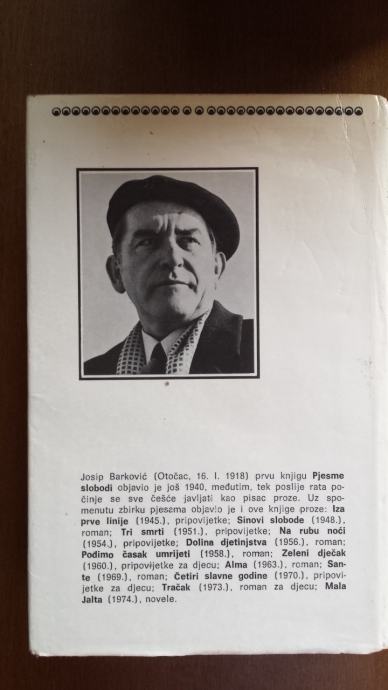 Josip Barković (Otočac, 16. I. 1918) prvu knjigu Pjesme
slobodi objavio je još 1940, međutim, tek poslije rata po-
činje se sve češće javljati kao pisac proze. Uz spo-
menutu zbirku pjesama objavio je i ove knjige proze: Iza
prve linije (1945.), pripovijetke; Sinovi slobode (1948.),
roman; Tri smrti (1951.), pripovijetke; Na rubu noći
(1954.), pripovijetke; Dolina djetinjstva (1956.), roman;
Pođimo časak umrijeti (1958.), roman; Zeleni dječak
(1960.), pripovijetke za djecu; Alma (1963.), roman; San-
te (1969.), roman; Četiri slavne godine (1970.), pripovi-
jetke za djecu; Tračak (1973.), roman za djecu; Mala
Jalta (1974.), novele.